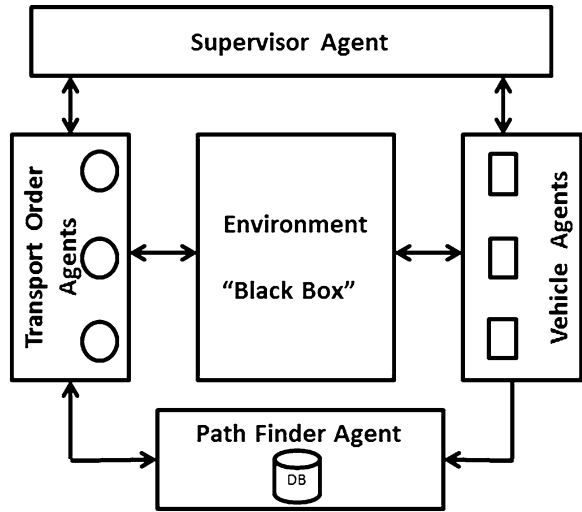 Supervisor Agent
Transport Order
Agents
Environment
“Black Box”
Vehicle Agents
Path Finder Agent
DB